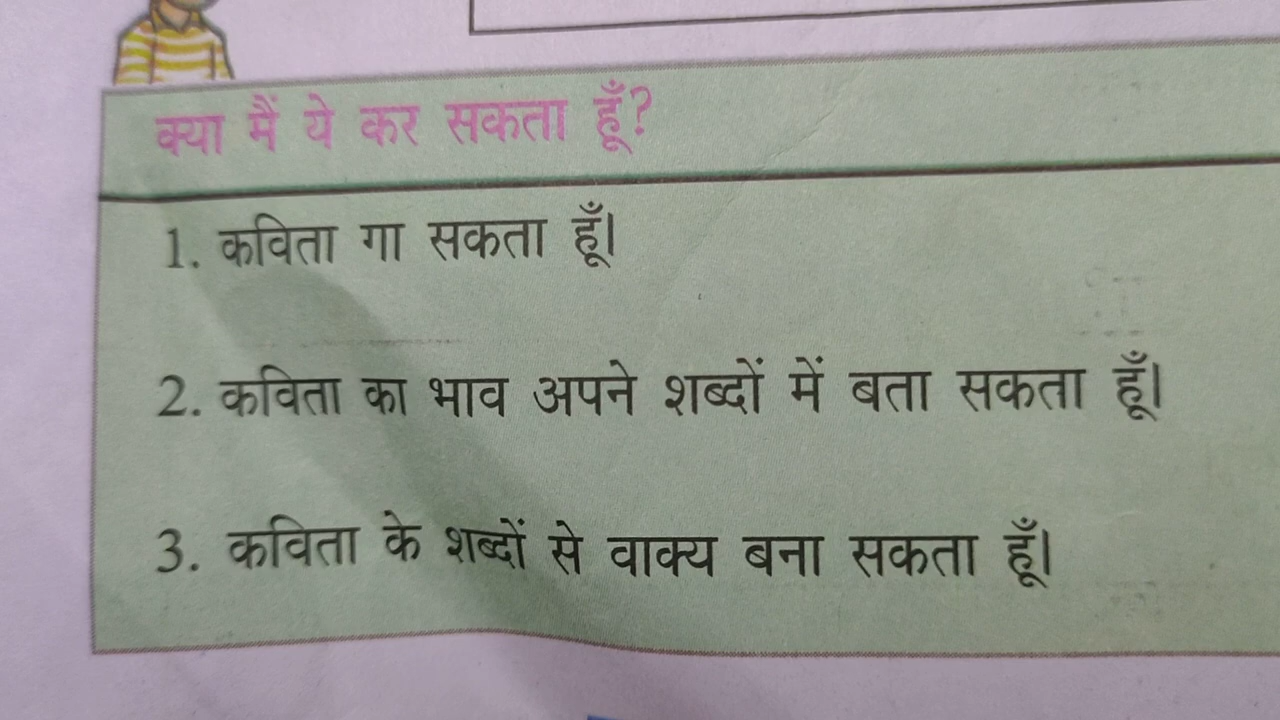 क्या मैं ये कर सकता हूँ?
1. कविता गा सकता हूँ।
2. कविता का भाव अपने शब्दों में बता सकता हूँ।
3. कविता के शब्दों से वाक्य बना सकता हूँ।